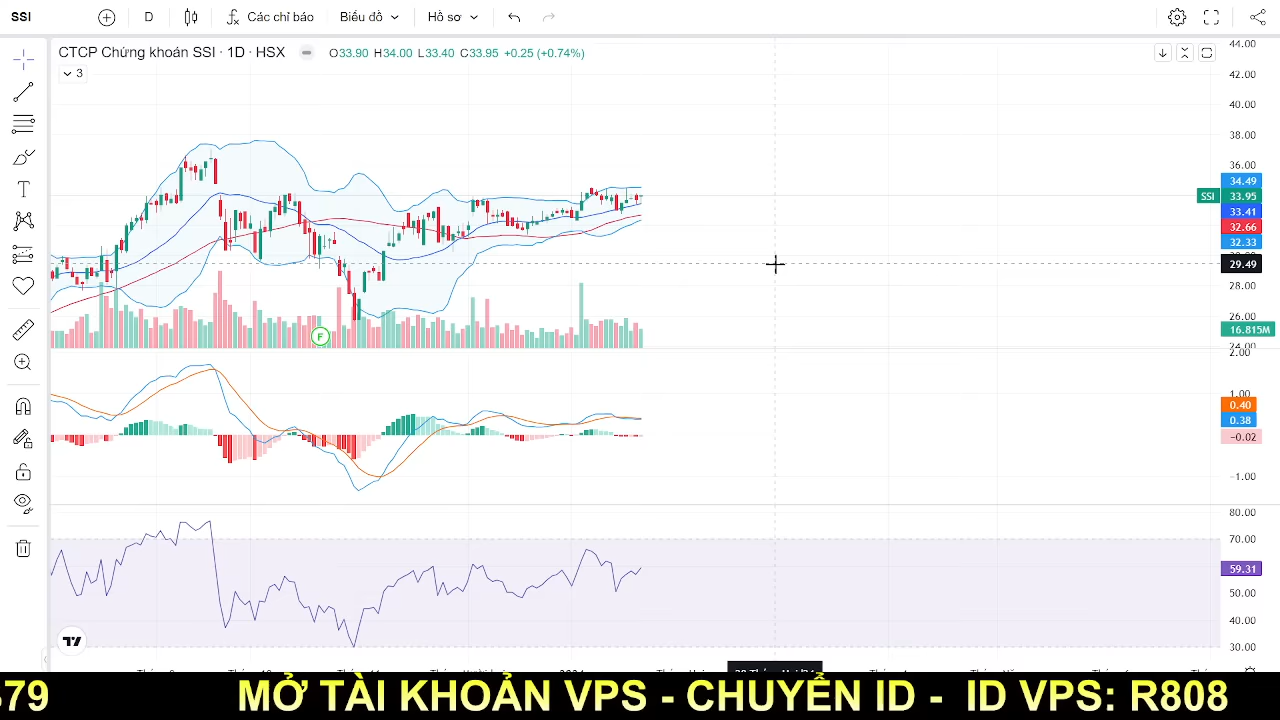 SSI
D
Các chỉ báo
Biểu đồ
Hồ sơ
CTCP Chứng khoán SSI · 1D · HSX
O33.90 H34.00 L33.40 C33.95 +0.25 (+0.74%)
3
44.00
42.00
40.00
38.00
36.00
34.49
SSI 33.95
33.41
32.66
32.33
29.49
28.00
26.00
16.815M
24.00
F
2.00
1.00
0.40
0.38
−0.02
−1.00
80.00
70.00
59.31
50.00
40.00
30.00
379
MỞ TÀI KHOẢN VPS - CHUYỂN ID - ID VPS: R808